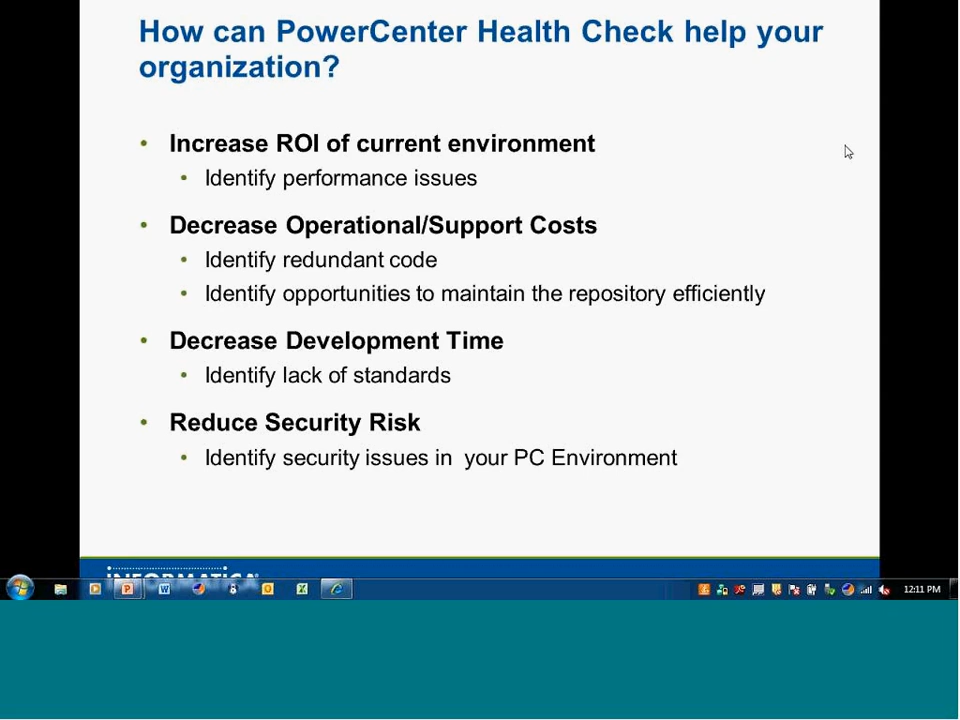 How can PowerCenter Health Check help your
organization?
• Increase ROI of current environment
• Identify performance issues
• Decrease Operational/Support Costs
• Identify redundant code
• Identify opportunities to maintain the repository efficiently
• Decrease Development Time
• Identify lack of standards
• Reduce Security Risk
• Identify security issues in your PC Environment
INFORMATICA
12:11 PM